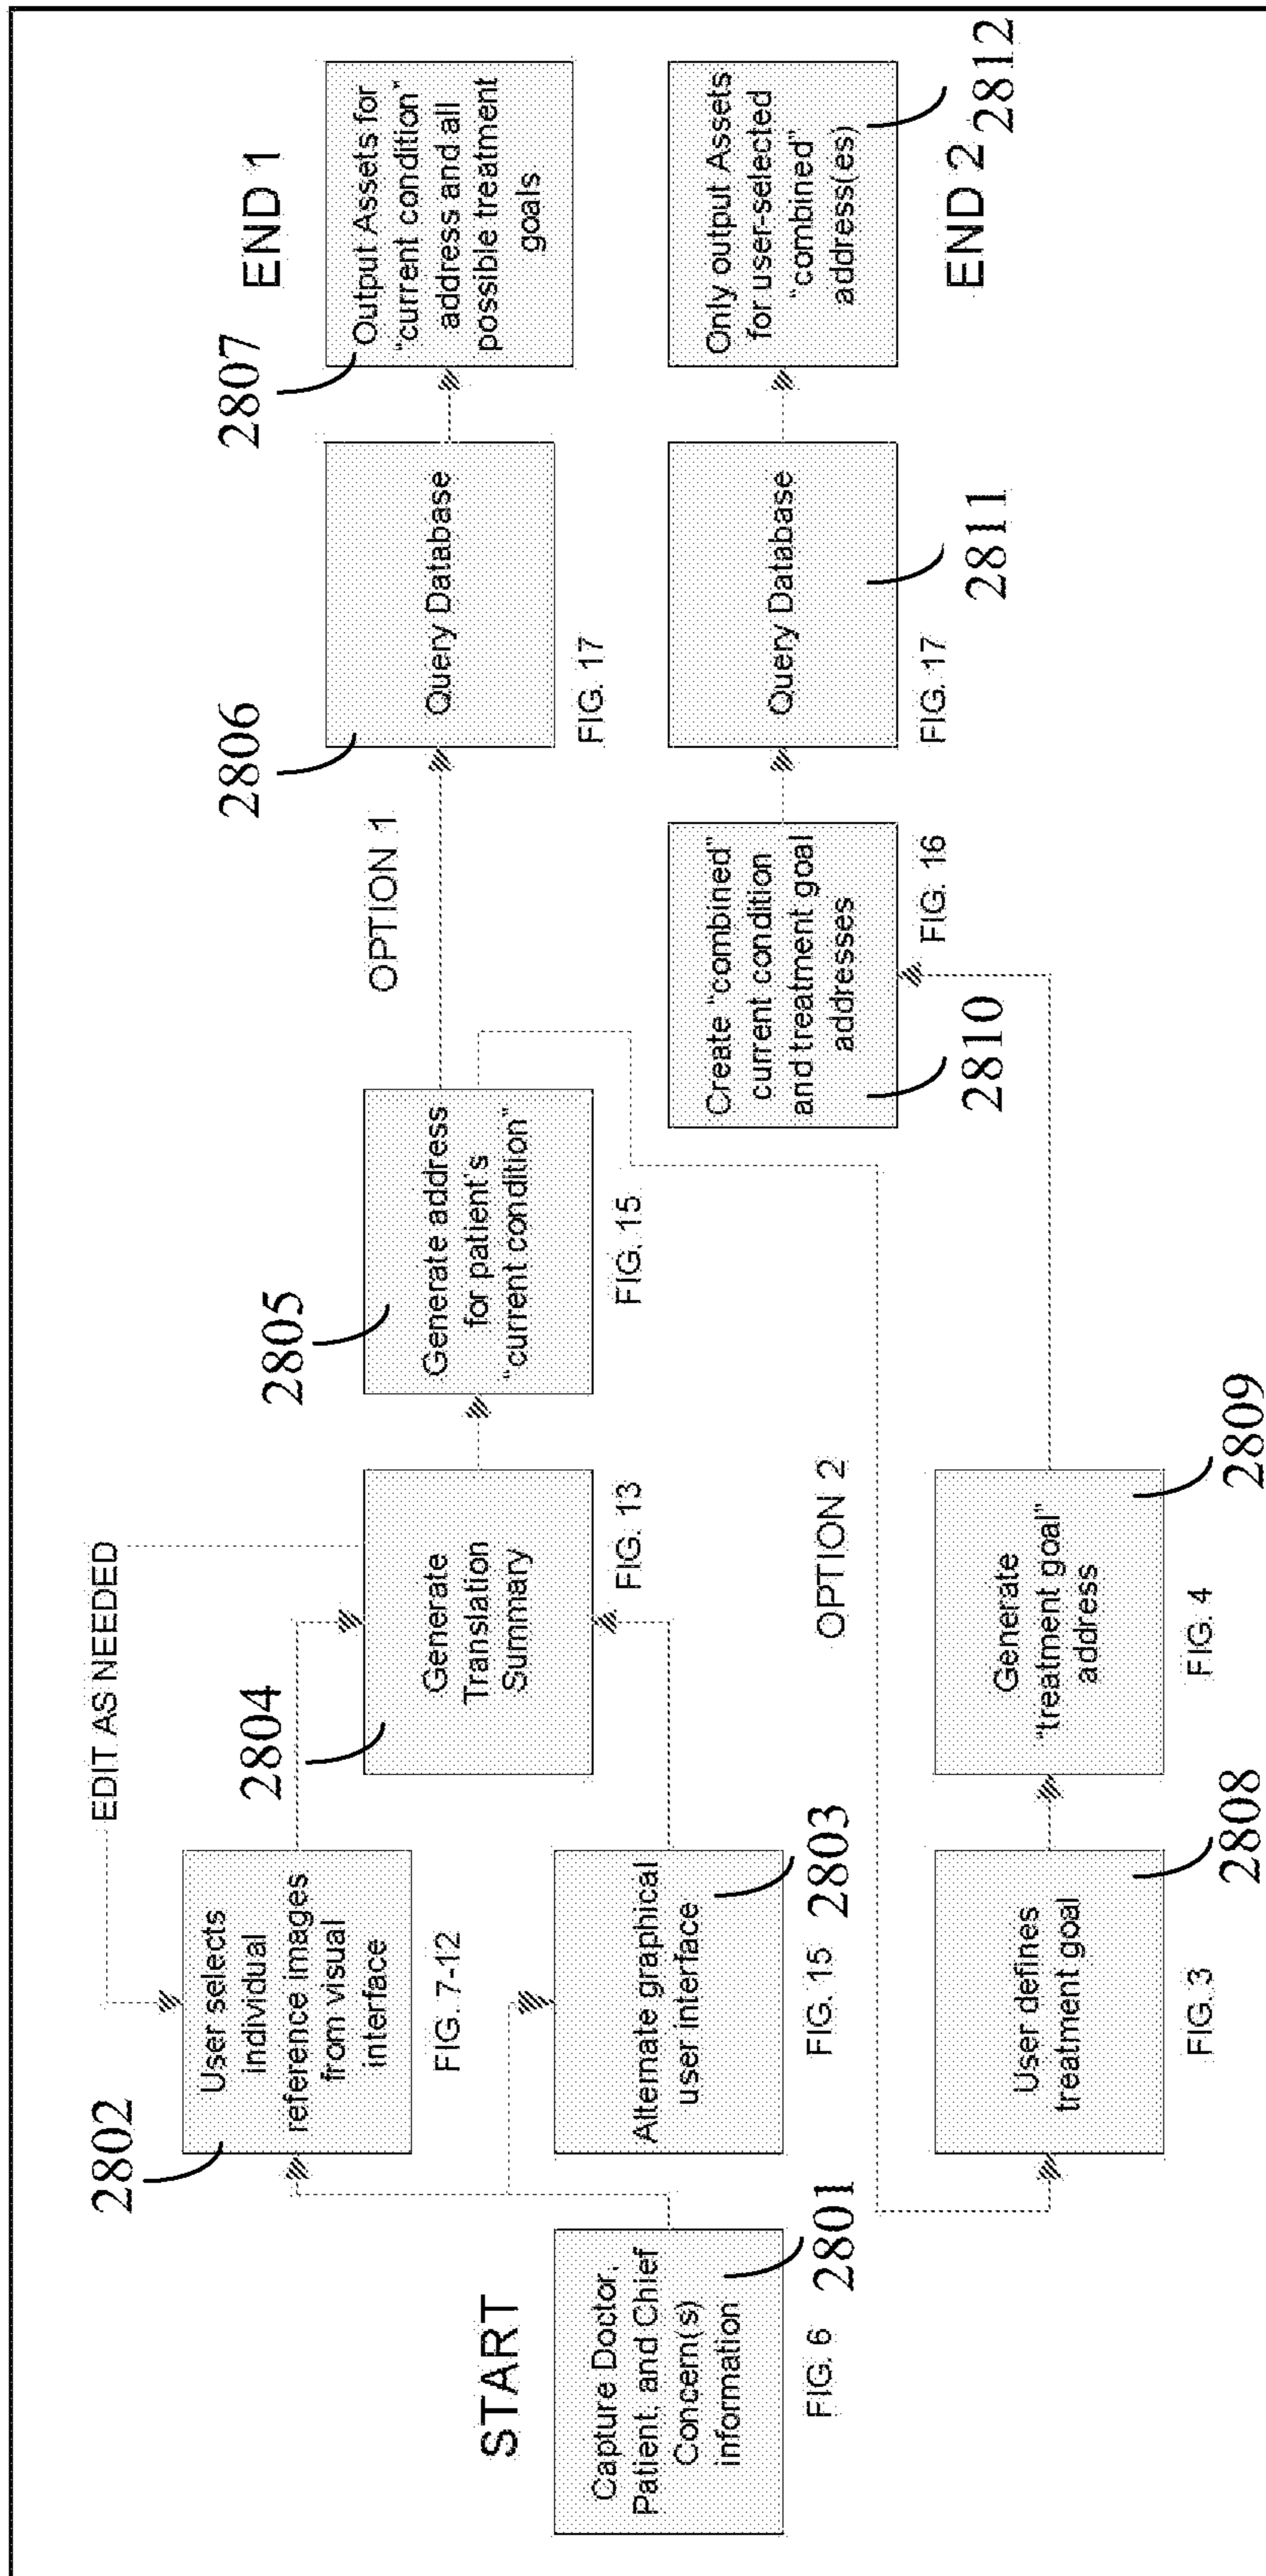 START
Capture Doctor,
Patient, and Chief
Concern(s)
information
2801
FIG. 6
2802
User selects
individual
reference images
from visual
interface
FIG. 7-12
EDIT AS NEEDED
Alternate graphical
user interface
2803
FIG. 15
2804
Generate
Translation
Summary
FIG. 13
2805
Generate address
for patient's
"current condition"
FIG. 15
OPTION 1
2806
Query Database
FIG. 17
2807
Output Assets for
"current condition"
address and all
possible treatment
goals
END 1
OPTION 2
User defines
treatment goal
2808
FIG. 3
Generate
"treatment goal"
address
2809
FIG. 4
Create "combined"
current condition
and treatment goal
addresses
2810
FIG. 16
Query Database
2811
FIG. 17
Only output Assets
for user-selected
"combined"
address(es)
2812
END 2